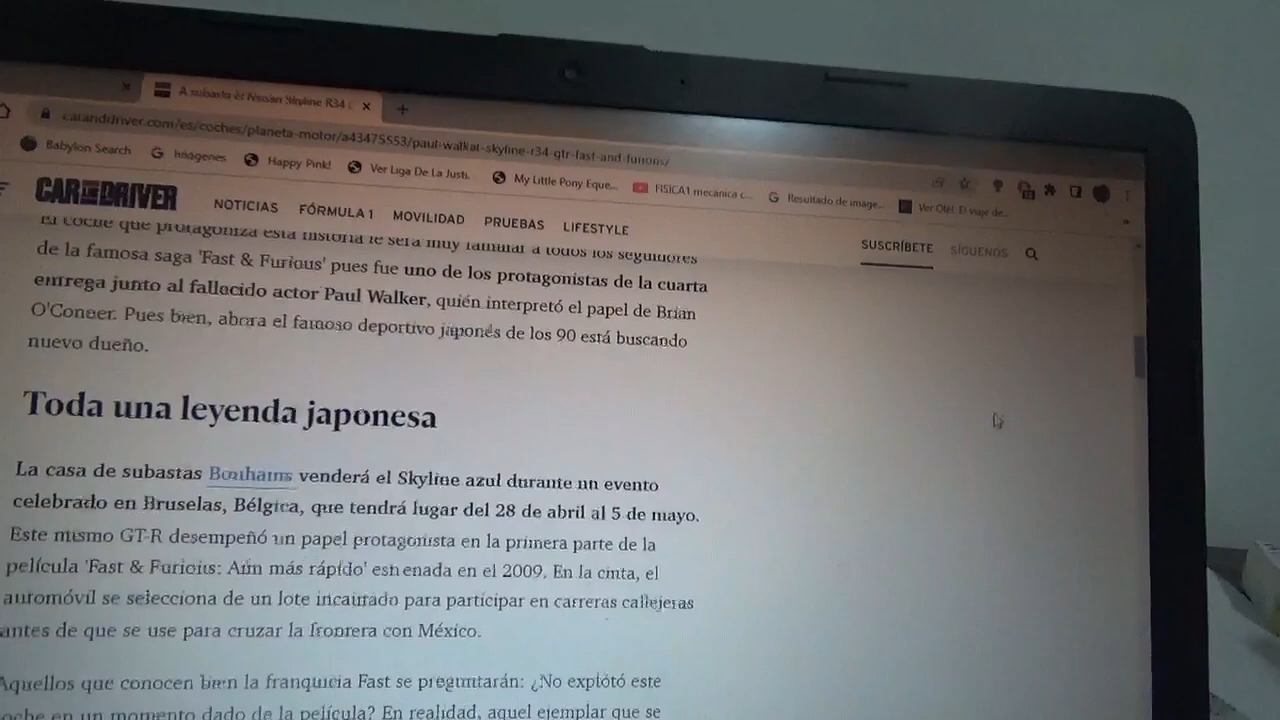 A subasta el Nissan Skyline R34 G
caranddriver.com/es/coches/planeta-motor/a43475553/paul-walkar-skyline-r34-gtr-fast-and-furious/
Babylon Search
Imágenes
Happy Pink!
Ver Liga De La Justi...
My Little Pony Eque...
FISICA1 mecanica c...
Resultado de image...
Ver Otel. El viaje de...
CAR AND DRIVER
NOTICIAS FÓRMULA 1 MOVILIDAD PRUEBAS LIFESTYLE
SUSCRÍBETE SÍGUENOS
El coche que protagoniza esta historia le será muy familiar a todos los seguidores
de la famosa saga 'Fast & Furious' pues fue uno de los protagonistas de la cuarta
entrega junto al fallecido actor Paul Walker, quién interpretó el papel de Brian
O'Coneer. Pues bien, ahora el famoso deportivo japonés de los 90 está buscando
nuevo dueño.
Toda una leyenda japonesa
La casa de subastas Bonhams venderá el Skyline azul durante un evento
celebrado en Bruselas, Bélgica, que tendrá lugar del 28 de abril al 5 de mayo.
Este mismo GT-R desempeñó un papel protagonista en la primera parte de la
película 'Fast & Furious: Aún más rápido' estrenada en el 2009. En la cinta, el
automóvil se selecciona de un lote incautado para participar en carreras callejeras
antes de que se use para cruzar la frontera con México.
Aquellos que conocen bien la franquicia Fast se preguntarán: ¿No explotó este
coche en un momento dado de la película? En realidad, aquel ejemplar que se